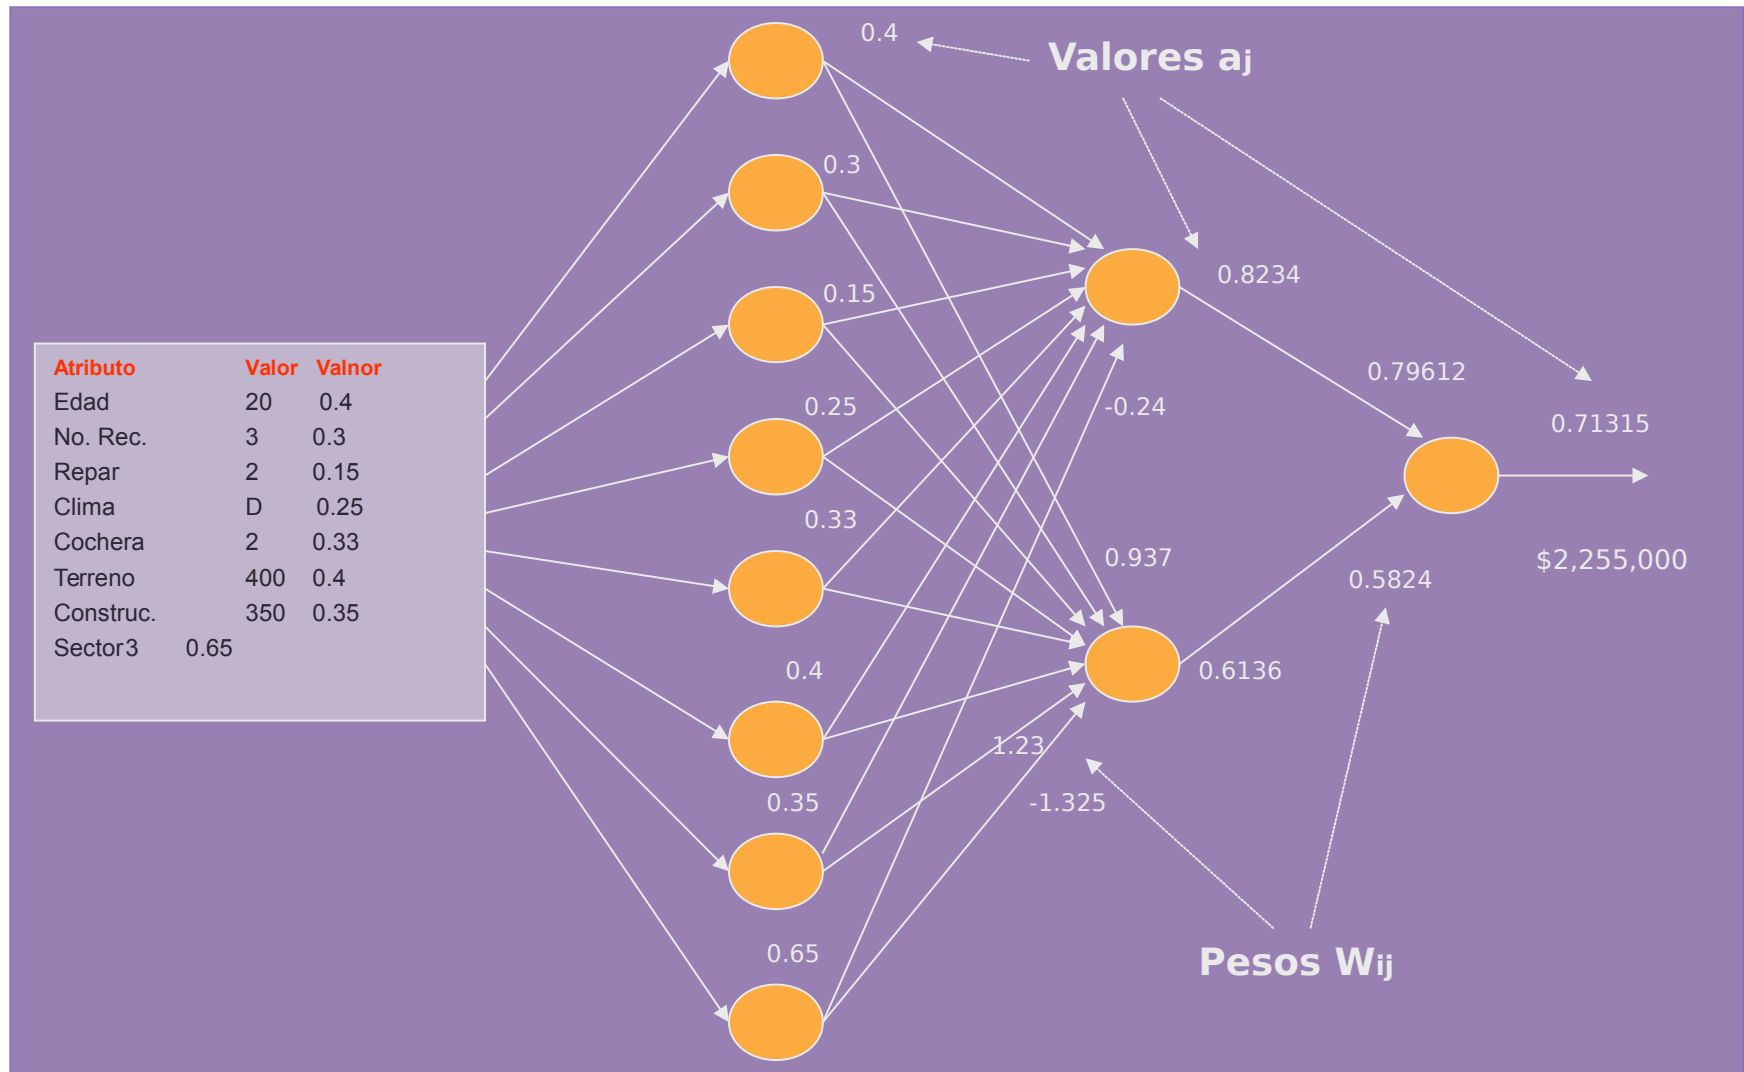 0.4
Valores aj
0.3
0.8234
0.15
Atributo Valor Valnor
Edad 20 0.4
No. Rec. 3 0.3
Repar 2 0.15
Clima D 0.25
Cochera 2 0.33
Terreno 400 0.4
Construc. 350 0.35
Sector3 0.65
0.79612
0.25
-0.24
0.71315
0.33
0.937
$2,255,000
0.5824
0.4
0.6136
1.23
0.35
-1.325
0.65
Pesos Wij